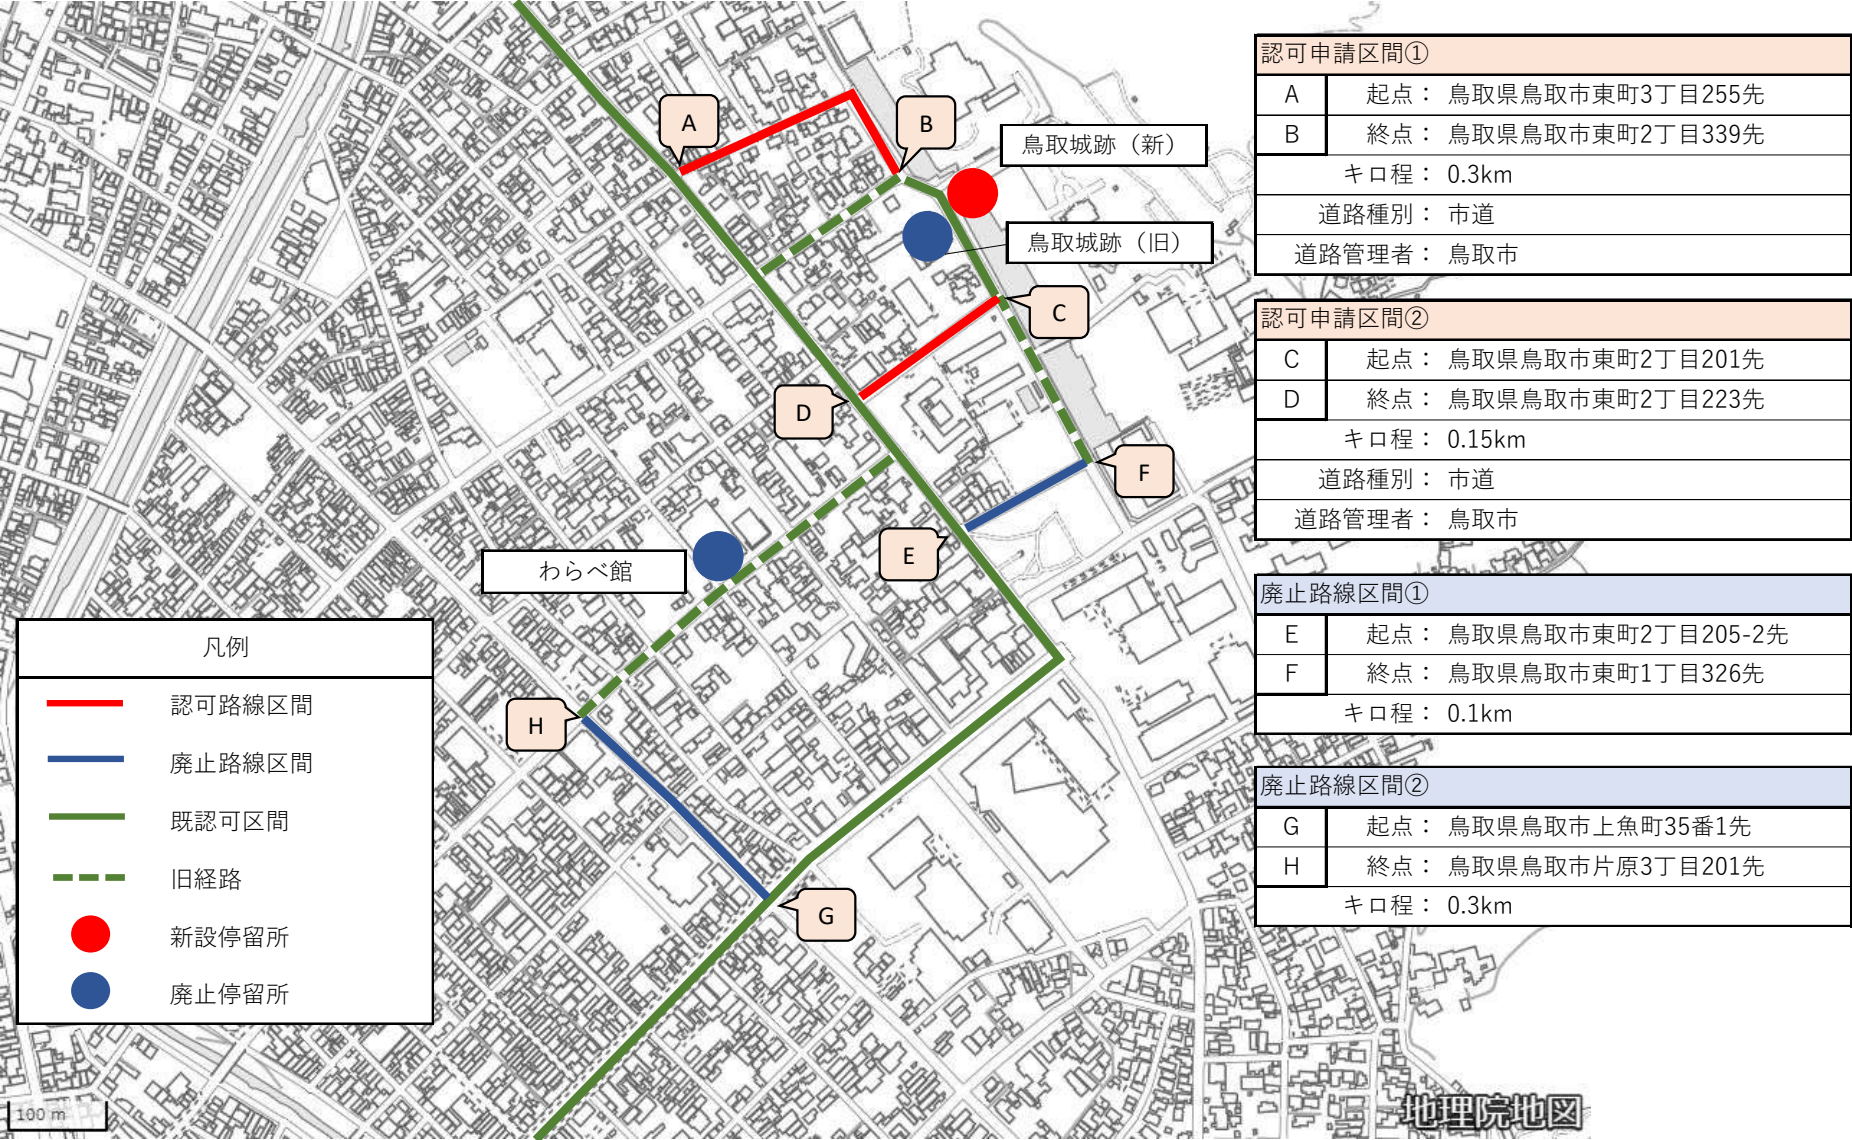 A
B
鳥取城跡（新）
鳥取城跡（旧）
C
D
F
E
わらべ館
H
G
凡例
認可路線区間
廃止路線区間
既認可区間
旧経路
新設停留所
廃止停留所
100 m
認可申請区間①
A 起点： 鳥取県鳥取市東町3丁目255先
B 終点： 鳥取県鳥取市東町2丁目339先
キロ程： 0.3km
道路種別： 市道
道路管理者： 鳥取市
認可申請区間②
C 起点： 鳥取県鳥取市東町2丁目201先
D 終点： 鳥取県鳥取市東町2丁目223先
キロ程： 0.15km
道路種別： 市道
道路管理者： 鳥取市
廃止路線区間①
E 起点： 鳥取県鳥取市東町2丁目205-2先
F 終点： 鳥取県鳥取市東町1丁目326先
キロ程： 0.1km
廃止路線区間②
G 起点： 鳥取県鳥取市上魚町35番1先
H 終点： 鳥取県鳥取市片原3丁目201先
キロ程： 0.3km
地理院地図